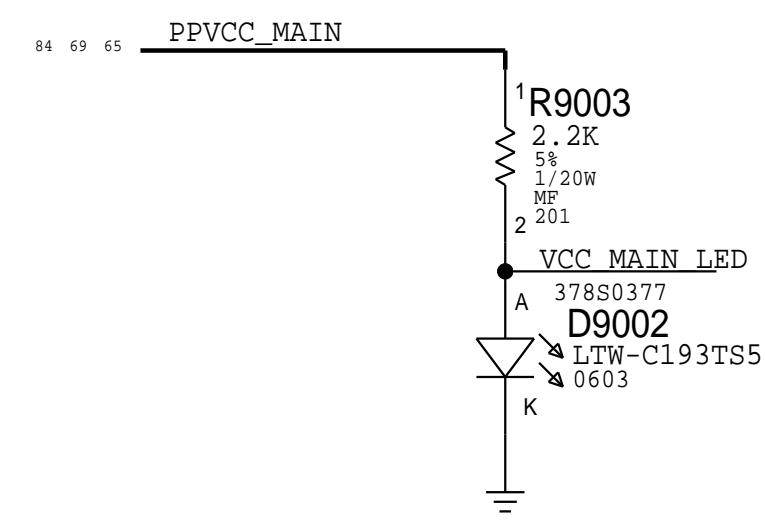 PPVCC_MAIN
84 69 65
1
R9003
2.2K
5%
1/20W
MF
201
2
VCC_MAIN_LED
A
378S0377
D9002
LTW-C193TS5
0603
K